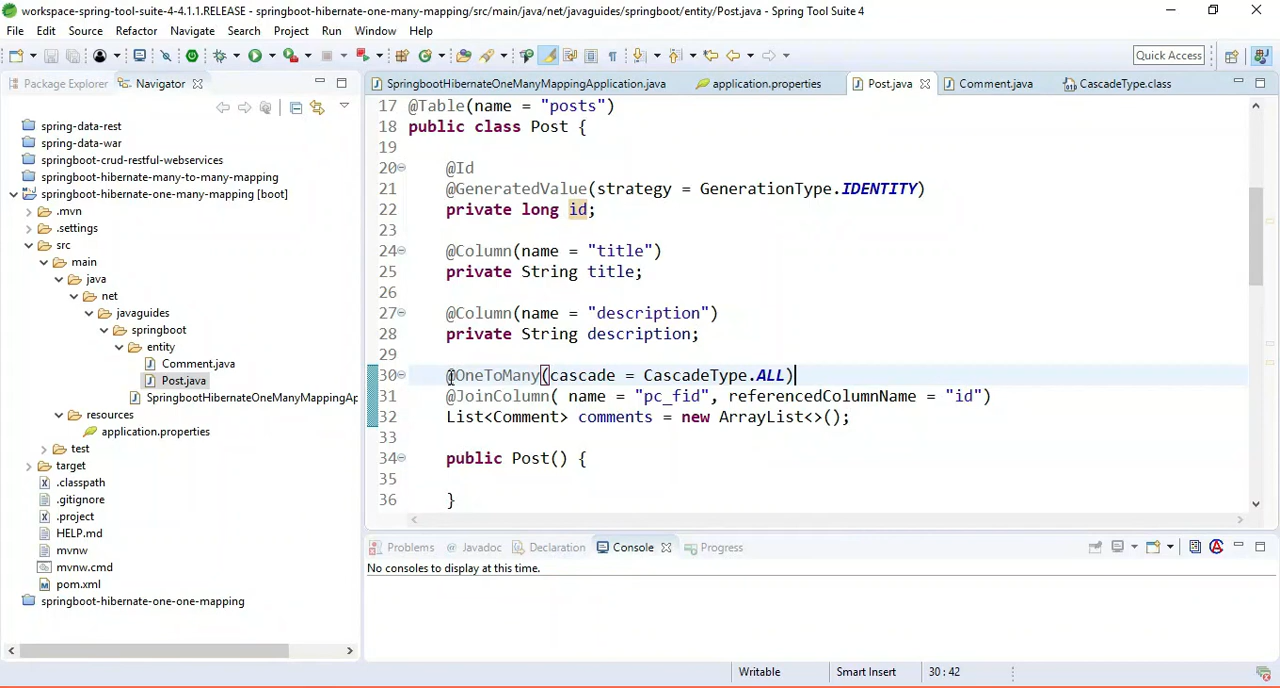 workspace-spring-tool-suite-4-4.1.1.RELEASE - springboot-hibernate-one-many-mapping/src/main/java/net/javaguides/springboot/entity/Post.java - Spring Tool Suite 4
File Edit Source Refactor Navigate Search Project Run Window Help
Quick Access
Package Explorer Navigator
SpringbootHibernateOneManyMappingApplication.java application.properties Post.java Comment.java CascadeType.class
spring-data-rest
spring-data-war
springboot-crud-restful-webservices
springboot-hibernate-many-to-many-mapping
springboot-hibernate-one-many-mapping [boot]
.mvn
.settings
src
main
java
net
javaguides
springboot
entity
Comment.java
Post.java
SpringbootHibernateOneManyMappingAp
resources
application.properties
test
target
.classpath
.gitignore
.project
HELP.md
mvnw
mvnw.cmd
pom.xml
springboot-hibernate-one-one-mapping
17 @Table(name = "posts")
18 public class Post {
19
20 @Id
21 @GeneratedValue(strategy = GenerationType.IDENTITY)
22 private long id;
23
24 @Column(name = "title")
25 private String title;
26
27 @Column(name = "description")
28 private String description;
29
30 @OneToMany(cascade = CascadeType.ALL)
31 @JoinColumn( name = "pc_fid", referencedColumnName = "id")
32 List<Comment> comments = new ArrayList<>();
33
34 public Post() {
35
36 }
Problems @ Javadoc Declaration Console Progress
No consoles to display at this time.
Writable Smart Insert 30 : 42